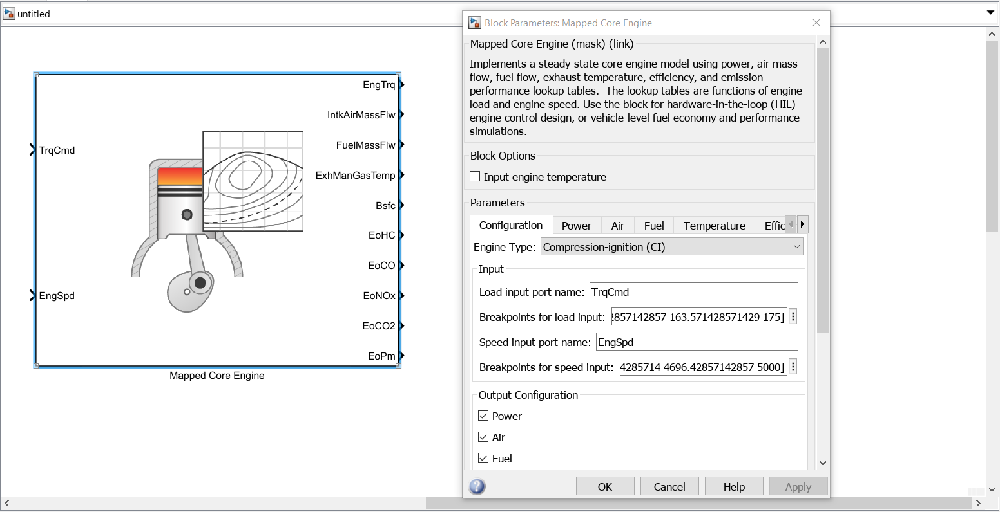 untitled
EngTrq
IntkAirMassFlw
FuelMassFlw
TrqCmd
ExhManGasTemp
Bsfc
EoHC
EoCO
EngSpd
EoNOx
EoCO2
EoPm
Mapped Core Engine
Block Parameters: Mapped Core Engine
Mapped Core Engine (mask) (link)
Implements a steady-state core engine model using power, air mass
flow, fuel flow, exhaust temperature, efficiency, and emission
performance lookup tables.  The lookup tables are functions of engine
load and engine speed. Use the block for hardware-in-the-loop (HIL)
engine control design, or vehicle-level fuel economy and performance
simulations.
Block Options
Input engine temperature
Parameters
Configuration Power Air Fuel Temperature Effic
Engine Type: Compression-ignition (CI)
Input
Load input port name: TrqCmd
Breakpoints for load input: 2857142857 163.571428571429 175]
Speed input port name: EngSpd
Breakpoints for speed input: 4285714 4696.42857142857 5000]
Output Configuration
Power
Air
Fuel
OK Cancel Help Apply